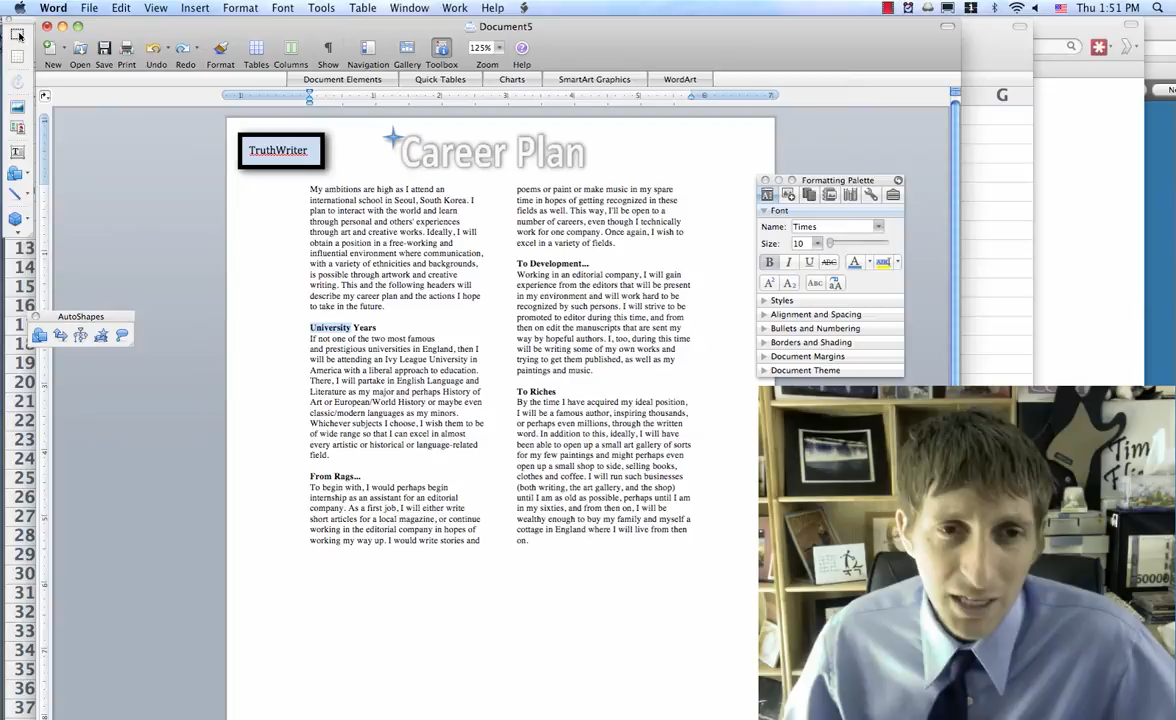 Word File Edit View Insert Format Font Tools Table Window Work Help Thu 1:51 PM
Document5
125%
New Open Save Print Undo Redo Format Tables Columns Show Navigation Gallery Toolbox Zoom Help
Document Elements Quick Tables Charts SmartArt Graphics WordArt
G
TruthWriter
Career Plan
My ambitions are high as I attend an
international school in Seoul, South Korea. I
plan to interact with the world and learn
through personal and others' experiences
through art and creative works. Ideally, I will
obtain a position in a free-working and
influential environment where communication,
with a variety of ethnicities and backgrounds,
is possible through artwork and creative
writing. This and the following headers will
describe my career plan and the actions I hope
to take in the future.
University Years
If not one of the two most famous
and prestigious universities in England, then I
will be attending an Ivy League University in
America with a liberal approach to education.
There, I will partake in English Language and
Literature as my major and perhaps History of
Art or European/World History or maybe even
classic/modern languages as my minors.
Whichever subjects I choose, I wish them to be
of wide range so that I can excel in almost
every artistic or historical or language-related
field.
From Rags...
To begin with, I would perhaps begin
internship as an assistant for an editorial
company. As a first job, I will either write
short articles for a local magazine, or continue
working in the editorial company in hopes of
working my way up. I would write stories and
poems or paint or make music in my spare
time in hopes of getting recognized in these
fields as well. This way, I'll be open to a
number of careers, even though I technically
work for one company. Once again, I wish to
excel in a variety of fields.
To Development...
Working in an editorial company, I will gain
experience from the editors that will be present
in my environment and will work hard to be
recognized by such persons. I will strive to be
promoted to editor during this time, and from
then on edit the manuscripts that are sent my
way by hopeful authors. I, too, during this time
will be writing some of my own works and
trying to get them published, as well as my
paintings and music.
To Riches
By the time I have acquired my ideal position,
I will be a famous author, inspiring thousands,
or perhaps even millions, through the written
word. In addition to this, ideally, I will have
been able to open up a small art gallery of sorts
for my few paintings and might perhaps even
open up a small shop to side, selling books,
clothes and coffee. I will run such businesses
(both writing, the art gallery, and the shop)
until I am as old as possible, perhaps until I am
in my sixties, and from then on, I will be
wealthy enough to buy my family and myself a
cottage in England where I will live from then
on.
Formatting Palette
Font
Name: Times
Size: 10
B I U ABC A ABC
A² A₂ Abc aA
Styles
Alignment and Spacing
Bullets and Numbering
Borders and Shading
Document Margins
Document Theme
AutoShapes
13
14
15
16
18
19
20
21
22
23
24
25
26
27
28
29
30
31
32
33
34
35
36
37
50000